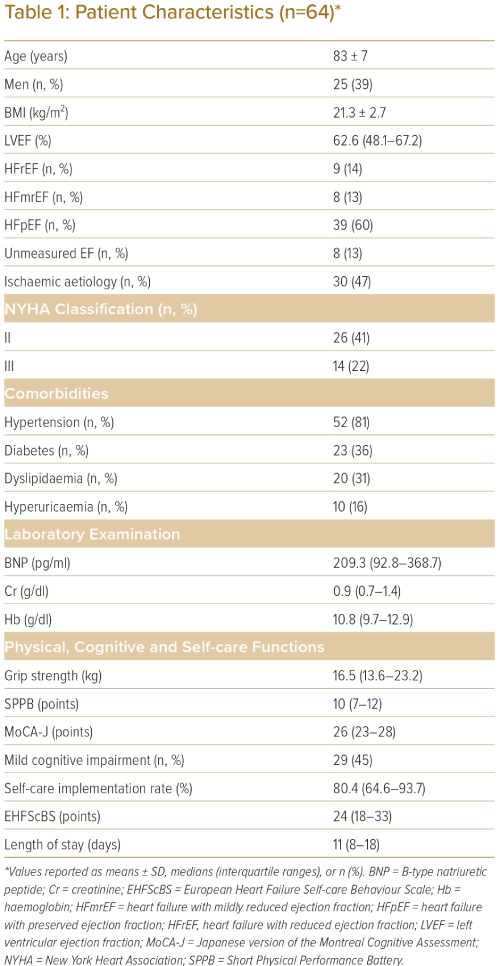 Table 1: Patient Characteristics (n=64)*
Age (years) 83 ± 7
Men (n, %) 25 (39)
BMI (kg/m²) 21.3 ± 2.7
LVEF (%) 62.6 (48.1–67.2)
HFrEF (n, %) 9 (14)
HFmrEF (n, %) 8 (13)
HFpEF (n, %) 39 (60)
Unmeasured EF (n, %) 8 (13)
Ischaemic aetiology (n, %) 30 (47)
NYHA Classification (n, %)
II 26 (41)
III 14 (22)
Comorbidities
Hypertension (n, %) 52 (81)
Diabetes (n, %) 23 (36)
Dyslipidaemia (n, %) 20 (31)
Hyperuricaemia (n, %) 10 (16)
Laboratory Examination
BNP (pg/ml) 209.3 (92.8–368.7)
Cr (g/dl) 0.9 (0.7–1.4)
Hb (g/dl) 10.8 (9.7–12.9)
Physical, Cognitive and Self-care Functions
Grip strength (kg) 16.5 (13.6–23.2)
SPPB (points) 10 (7–12)
MoCA-J (points) 26 (23–28)
Mild cognitive impairment (n, %) 29 (45)
Self-care implementation rate (%) 80.4 (64.6–93.7)
EHFScBS (points) 24 (18–33)
Length of stay (days) 11 (8–18)
*Values reported as means ± SD, medians (interquartile ranges), or n (%). BNP = B-type natriuretic
peptide; Cr = creatinine; EHFScBS = European Heart Failure Self-care Behaviour Scale; Hb =
haemoglobin; HFmrEF = heart failure with mildly reduced ejection fraction; HFpEF = heart failure
with preserved ejection fraction; HFrEF, heart failure with reduced ejection fraction; LVEF = left
ventricular ejection fraction; MoCA-J = Japanese version of the Montreal Cognitive Assessment;
NYHA = New York Heart Association; SPPB = Short Physical Performance Battery.